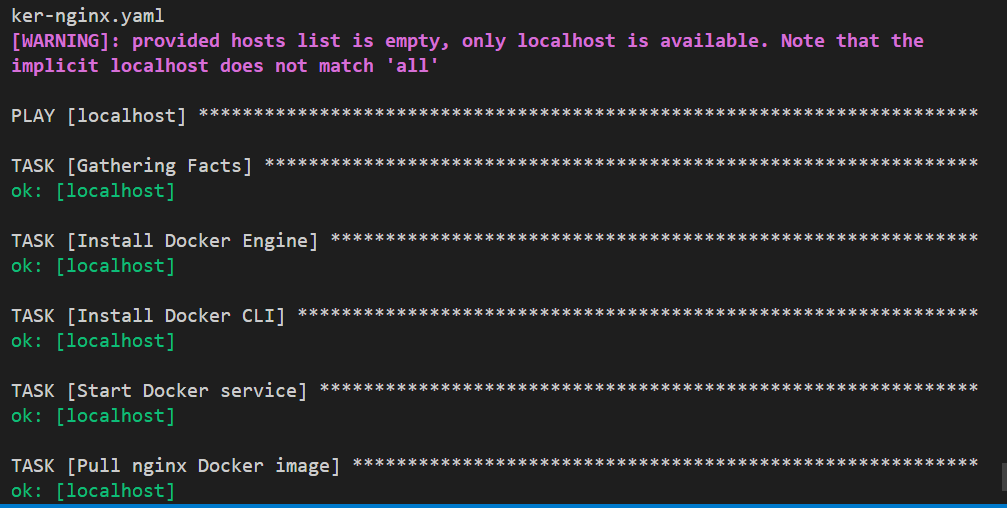 ker-nginx.yaml
[WARNING]: provided hosts list is empty, only localhost is available. Note that the
implicit localhost does not match 'all'
PLAY [localhost] ***********************************************************************
TASK [Gathering Facts] *****************************************************************
ok: [localhost]
TASK [Install Docker Engine] ***********************************************************
ok: [localhost]
TASK [Install Docker CLI] **************************************************************
ok: [localhost]
TASK [Start Docker service] ************************************************************
ok: [localhost]
TASK [Pull nginx Docker image] *********************************************************
ok: [localhost]